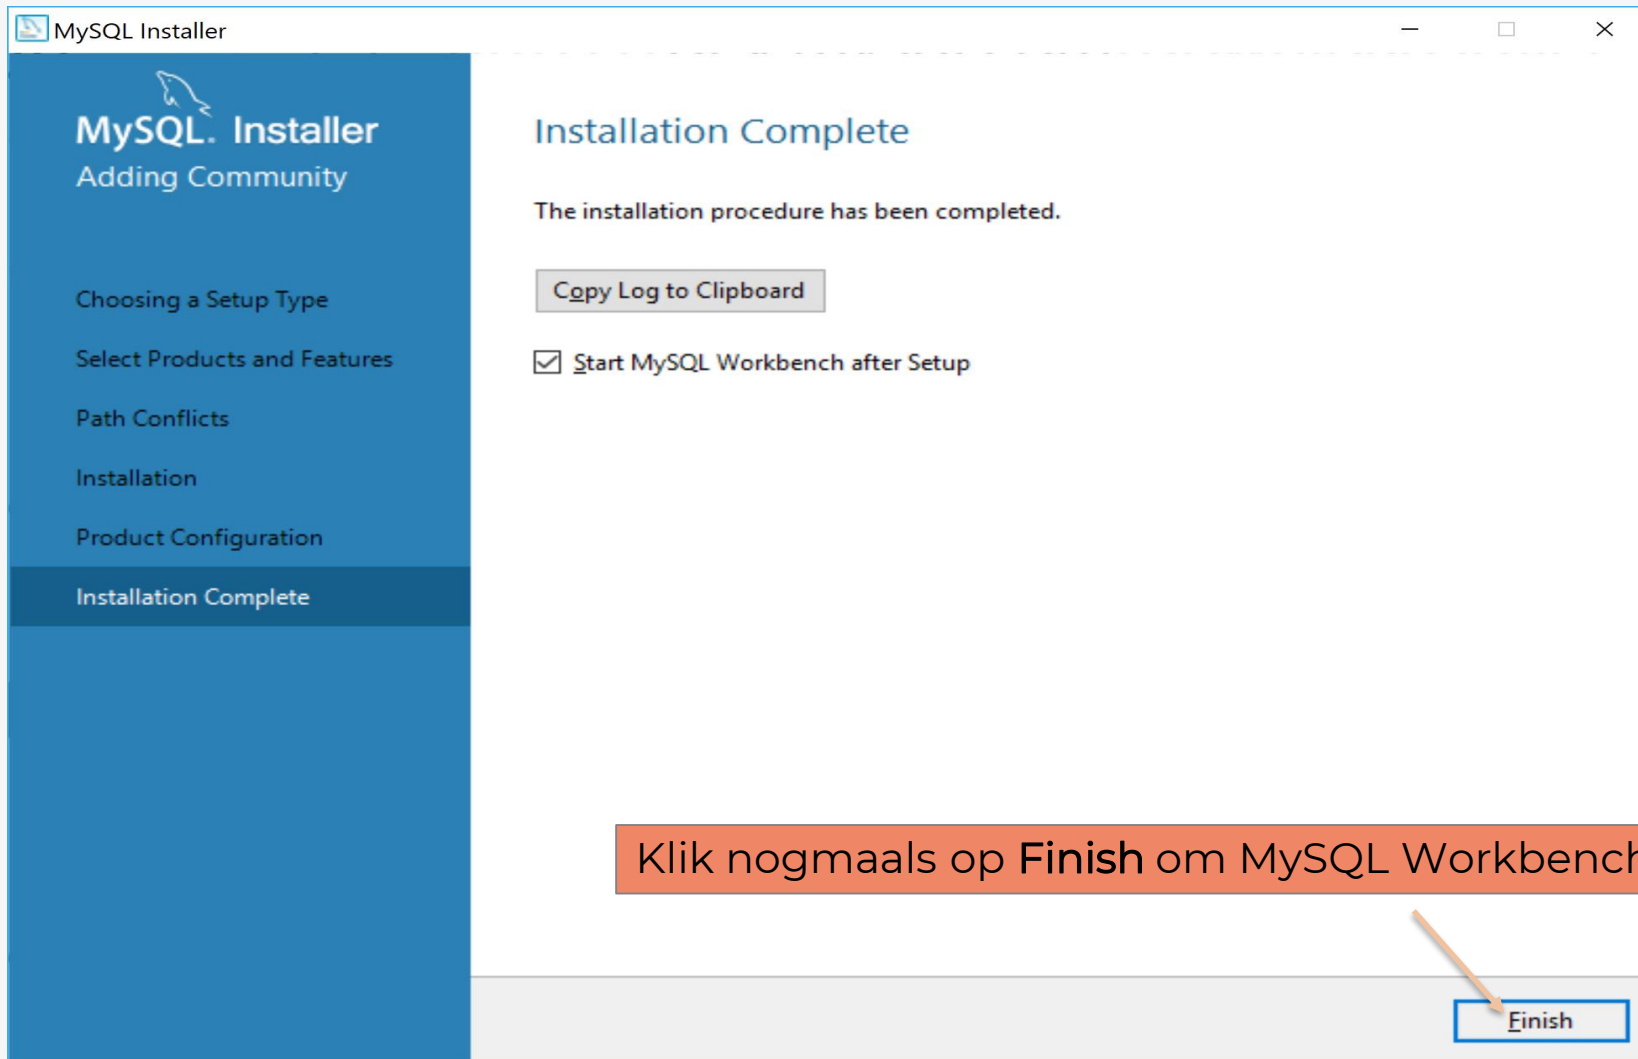 MySQL Installer
MySQL. Installer
Adding Community
Choosing a Setup Type
Select Products and Features
Path Conflicts
Installation
Product Configuration
Installation Complete
Installation Complete
The installation procedure has been completed.
Copy Log to Clipboard
Start MySQL Workbench after Setup
Klik nogmaals op Finish om MySQL Workbench
Finish